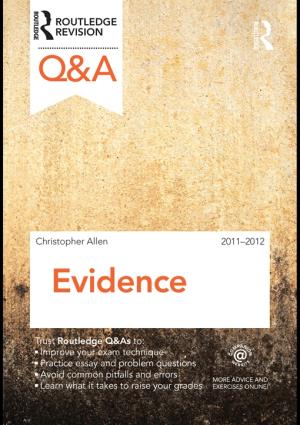 ROUTLEDGE
ROUTLEDGE
REVISION
Q&A
Christopher Allen
2011–2012
Evidence
Trust Routledge Q&As to:
• Improve your exam technique
• Practice essay and problem questions
• Avoid common pitfalls and errors
• Learn what it takes to raise your grades
COMPANION
@
WEBSITE
MORE ADVICE AND
EXERCISES ONLINE!